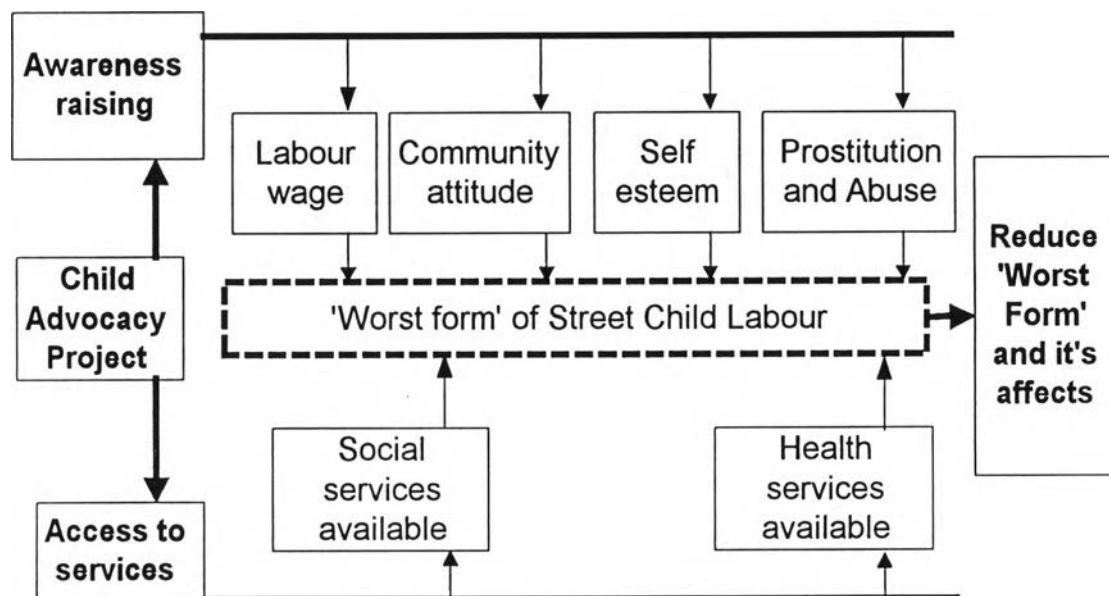 Awareness
raising
Labour
wage
Community
attitude
Self
esteem
Prostitution
and Abuse
Child
Advocacy
Project
'Worst form' of Street Child Labour
Reduce
'Worst
Form'
and it's
affects
Social
services
available
Health
services
available
Access to
services